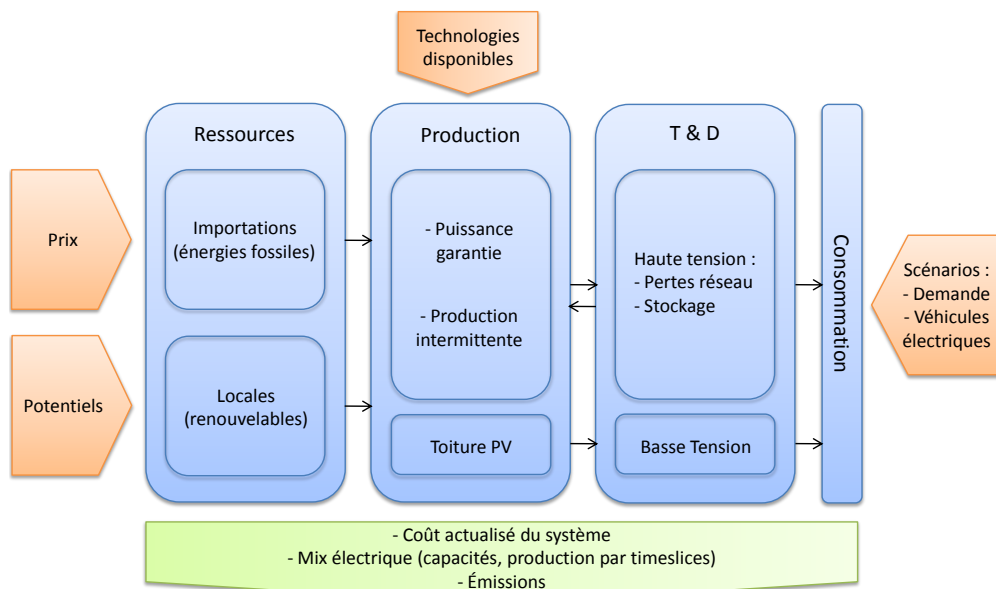 Technologies
disponibles
Ressources
Production
T & D
Prix
Importations
(énergies fossiles)
- Puissance
garantie
- Production
intermittente
Haute tension :
- Pertes réseau
- Stockage
Consommation
Scénarios :
- Demande
- Véhicules
électriques
Potentiels
Locales
(renouvelables)
Toiture PV
Basse Tension
- Coût actualisé du système
- Mix électrique (capacités, production par timeslices)
- Émissions